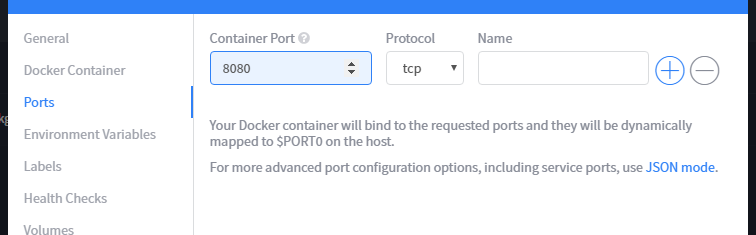 General
Docker Container
Ports
Environment Variables
Labels
Health Checks
Volumes
Container Port
Protocol
Name
8080
tcp
Your Docker container will bind to the requested ports and they will be dynamically
mapped to $PORT0 on the host.
For more advanced port configuration options, including service ports, use JSON mode.